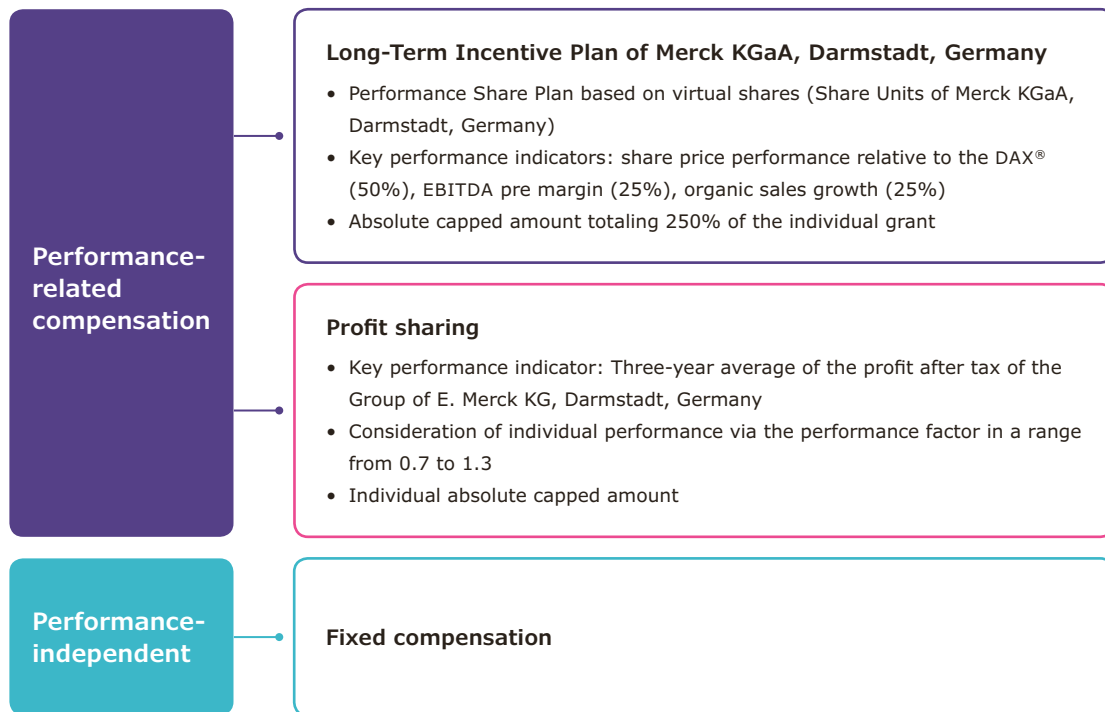 Performance-
related
compensation
Long-Term Incentive Plan of Merck KGaA, Darmstadt, Germany
• Performance Share Plan based on virtual shares (Share Units of Merck KGaA,
Darmstadt, Germany)
• Key performance indicators: share price performance relative to the DAX®
(50%), EBITDA pre margin (25%), organic sales growth (25%)
• Absolute capped amount totaling 250% of the individual grant
Profit sharing
• Key performance indicator: Three-year average of the profit after tax of the
Group of E. Merck KG, Darmstadt, Germany
• Consideration of individual performance via the performance factor in a range
from 0.7 to 1.3
• Individual absolute capped amount
Performance-
independent
Fixed compensation